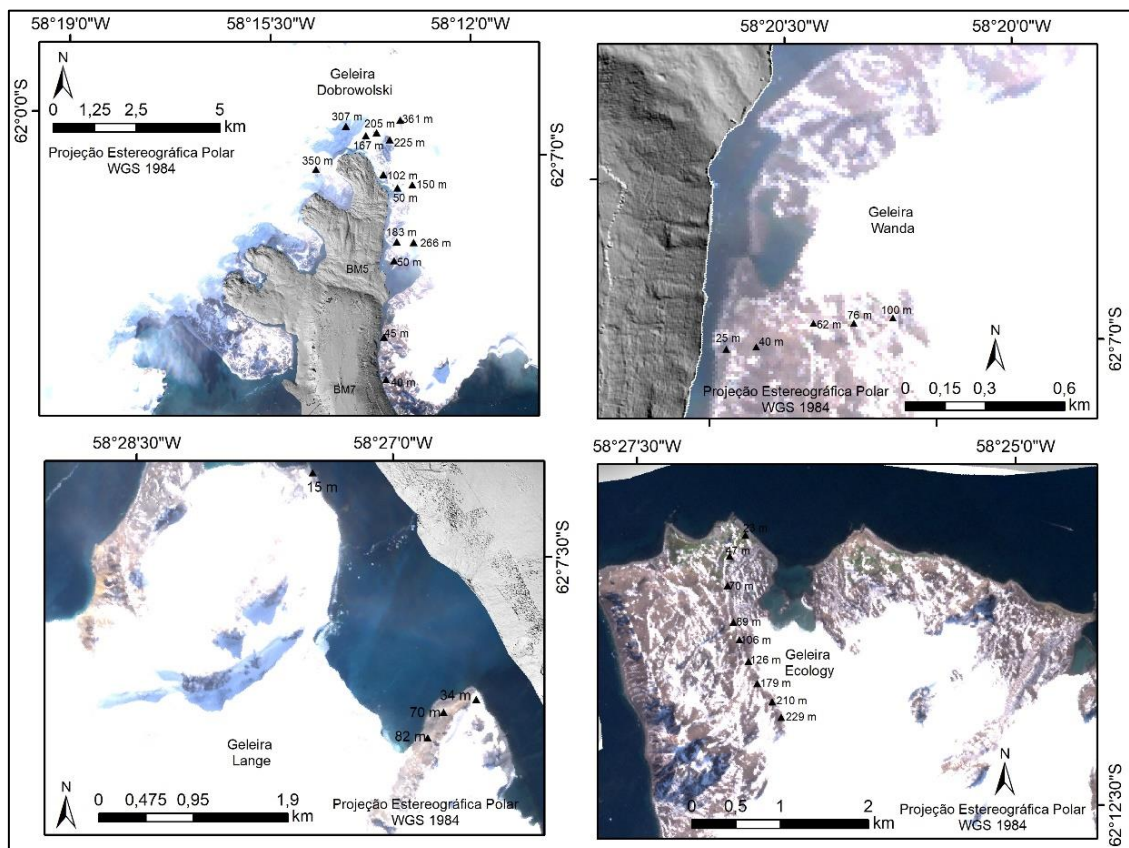 58°19'0"W
58°15'30"W
58°12'0"W
62°0'0"S
62°7'0"S
Geleira
Dobrowolski
N
0 1,25 2,5 5
km
Projeção Estereográfica Polar
WGS 1984
307 m
205 m
361 m
167 m
225 m
350 m
102 m
150 m
50 m
183 m
266 m
50 m
BM5
45 m
BM7
40 m
58°20'30"W
58°20'0"W
62°7'0"S
Geleira
Wanda
25 m
40 m
62 m
76 m
100 m
N
Projeção Estereográfica Polar
WGS 1984
0 0,15 0,3 0,6
km
58°28'30"W
58°27'0"W
62°7'30"S
15 m
34 m
70 m
82 m
Geleira
Lange
N
0 0,475 0,95 1,9
km
Projeção Estereográfica Polar
WGS 1984
58°27'30"W
58°25'0"W
62°12'30"S
23 m
47 m
70 m
89 m
106 m
126 m
179 m
210 m
229 m
Geleira
Ecology
N
0 0,5 1 2
km
Projeção Estereográfica Polar
WGS 1984